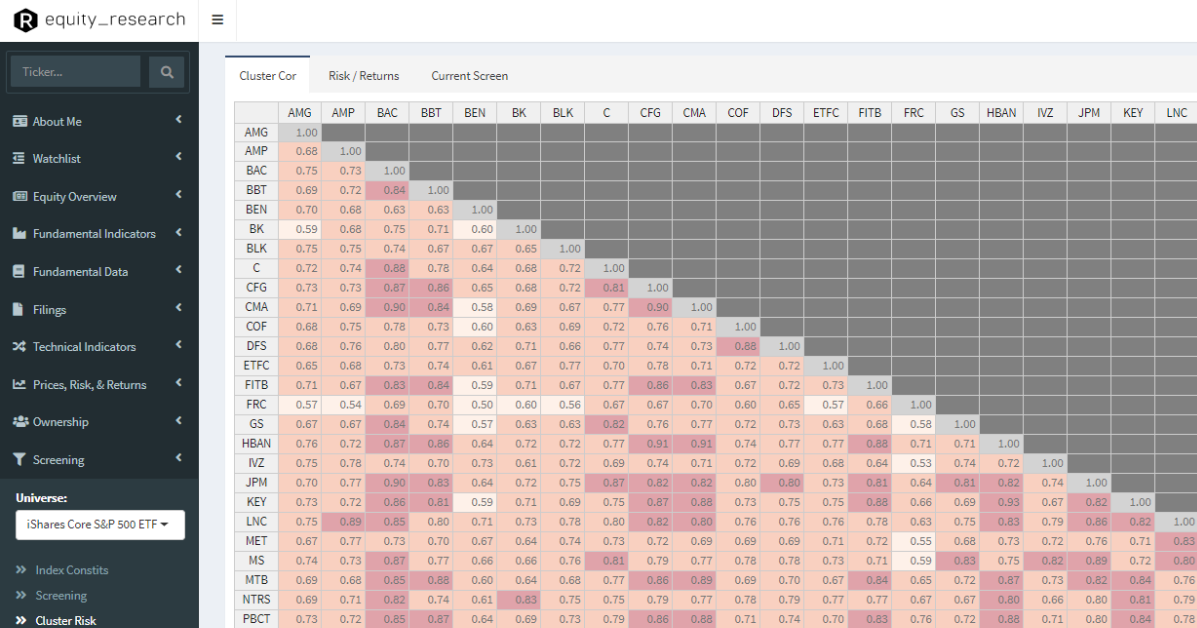 R equity_research
Ticker...
About Me
Watchlist
Equity Overview
Fundamental Indicators
Fundamental Data
Filings
Technical Indicators
Prices, Risk, & Returns
Ownership
Screening
Universe:
iShares Core S&P 500 ETF
Index Constits
Screening
Cluster Risk
Cluster Cor Risk / Returns Current Screen
AMG AMP BAC BBT BEN BK BLK C CFG CMA COF DFS ETFC FITB FRC GS HBAN IVZ JPM KEY LNC
AMG 1.00
AMP 0.68 1.00
BAC 0.75 0.73 1.00
BBT 0.69 0.72 0.84 1.00
BEN 0.70 0.68 0.63 0.63 1.00
BK 0.59 0.68 0.75 0.71 0.60 1.00
BLK 0.75 0.75 0.74 0.67 0.67 0.65 1.00
C 0.72 0.74 0.88 0.78 0.64 0.68 0.72 1.00
CFG 0.73 0.73 0.87 0.86 0.65 0.68 0.72 0.81 1.00
CMA 0.71 0.69 0.90 0.84 0.58 0.69 0.67 0.77 0.90 1.00
COF 0.68 0.75 0.78 0.73 0.60 0.63 0.69 0.72 0.76 0.71 1.00
DFS 0.68 0.76 0.80 0.77 0.62 0.71 0.66 0.77 0.74 0.73 0.88 1.00
ETFC 0.65 0.68 0.73 0.74 0.61 0.67 0.77 0.70 0.78 0.71 0.72 0.72 1.00
FITB 0.71 0.67 0.83 0.84 0.59 0.71 0.67 0.77 0.86 0.83 0.67 0.72 0.73 1.00
FRC 0.57 0.54 0.69 0.70 0.50 0.60 0.56 0.67 0.67 0.70 0.60 0.65 0.57 0.66 1.00
GS 0.67 0.67 0.84 0.74 0.57 0.63 0.63 0.82 0.76 0.77 0.72 0.73 0.63 0.68 0.58 1.00
HBAN 0.76 0.72 0.87 0.86 0.64 0.72 0.72 0.77 0.91 0.91 0.74 0.77 0.77 0.88 0.71 0.71 1.00
IVZ 0.75 0.78 0.74 0.70 0.73 0.61 0.72 0.69 0.74 0.71 0.72 0.69 0.68 0.64 0.53 0.74 0.72 1.00
JPM 0.70 0.77 0.90 0.83 0.64 0.72 0.75 0.87 0.82 0.82 0.80 0.80 0.73 0.81 0.64 0.81 0.82 0.74 1.00
KEY 0.73 0.72 0.86 0.81 0.59 0.71 0.69 0.75 0.87 0.88 0.73 0.75 0.75 0.88 0.66 0.69 0.93 0.67 0.82 1.00
LNC 0.75 0.89 0.85 0.80 0.71 0.73 0.78 0.80 0.82 0.80 0.76 0.76 0.76 0.78 0.63 0.75 0.83 0.79 0.86 0.82 1.00
MET 0.67 0.77 0.73 0.70 0.67 0.64 0.74 0.73 0.72 0.69 0.69 0.69 0.71 0.72 0.55 0.68 0.73 0.72 0.76 0.71 0.83
MS 0.74 0.73 0.87 0.77 0.66 0.66 0.76 0.81 0.79 0.77 0.78 0.78 0.73 0.71 0.59 0.83 0.75 0.82 0.89 0.72 0.80
MTB 0.69 0.68 0.85 0.88 0.60 0.64 0.68 0.77 0.86 0.89 0.69 0.70 0.67 0.84 0.65 0.72 0.87 0.73 0.82 0.84 0.76
NTRS 0.69 0.71 0.82 0.74 0.61 0.83 0.75 0.75 0.79 0.77 0.78 0.79 0.77 0.77 0.67 0.67 0.80 0.66 0.80 0.81 0.79
PBCT 0.73 0.72 0.85 0.87 0.64 0.69 0.73 0.79 0.86 0.88 0.71 0.74 0.70 0.83 0.76 0.72 0.88 0.71 0.80 0.84 0.78